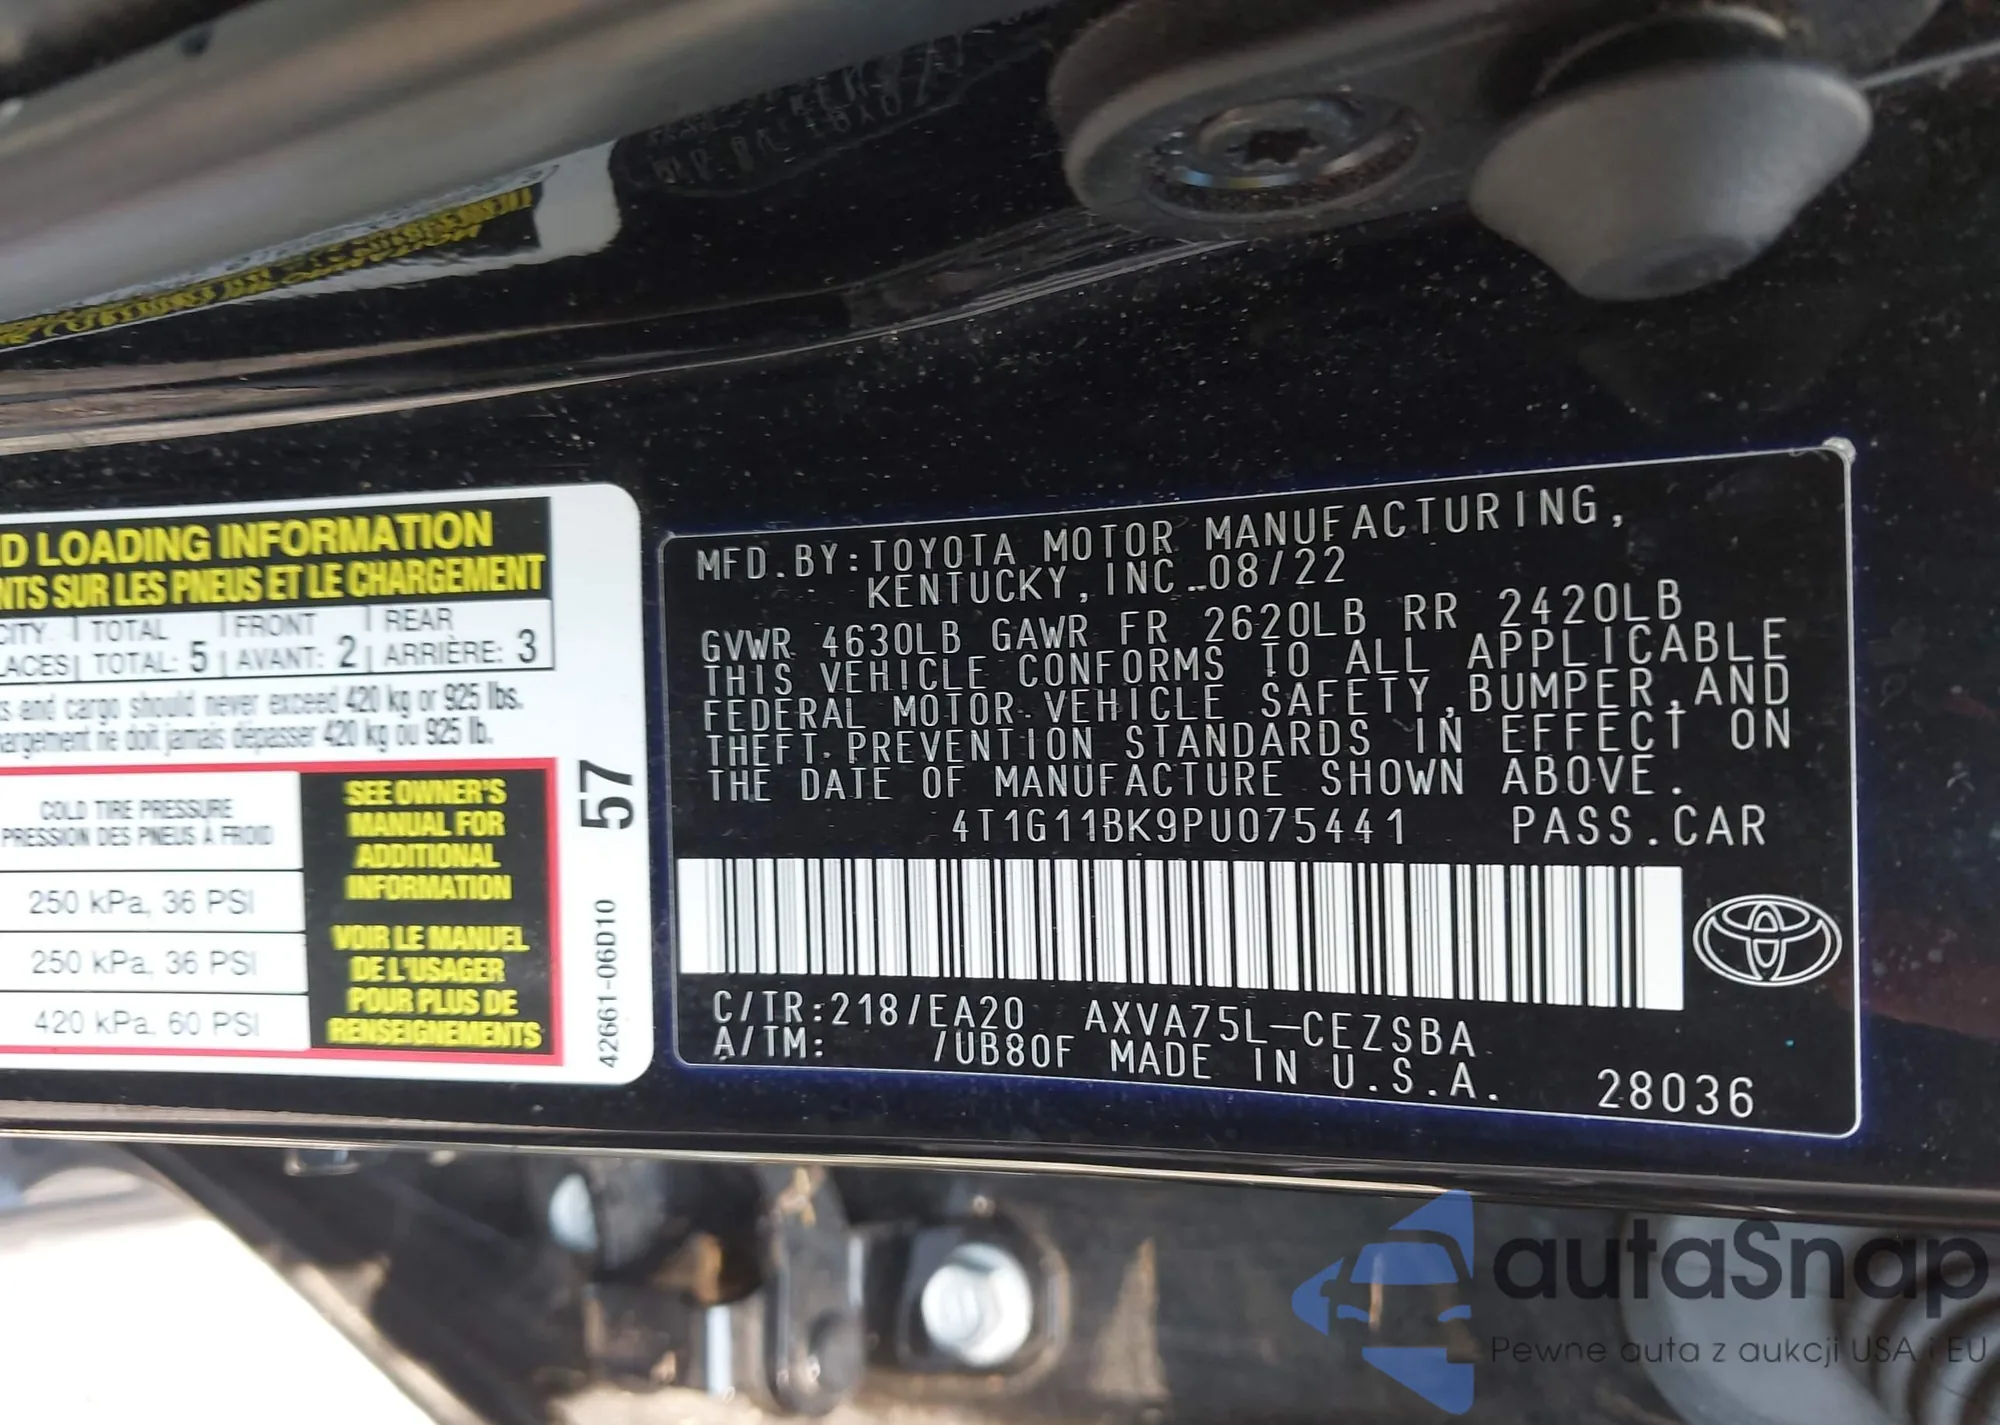 D LOADING INFORMATION
NTS SUR LES PNEUS ET LE CHARGEMENT
CITY TOTAL FRONT REAR
LACES TOTAL: 5 AVANT: 2 ARRIÈRE: 3
s and cargo should never exceed 420 kg or 925 lbs.
argement ne doit jamais dépasser 420 kg ou 925 lb.
COLD TIRE PRESSURE
PRESSION DES PNEUS À FROID
250 kPa, 36 PSI
250 kPa, 36 PSI
420 kPa, 60 PSI
SEE OWNER'S
MANUAL FOR
ADDITIONAL
INFORMATION
VOIR LE MANUEL
DE L'USAGER
POUR PLUS DE
RENSEIGNEMENTS
57
42661-06D10
MFD.BY:TOYOTA MOTOR MANUFACTURING,
KENTUCKY, INC. 08/22
GVWR 4630LB GAWR FR 2620LB RR 2420LB
THIS VEHICLE CONFORMS TO ALL APPLICABLE
FEDERAL MOTOR VEHICLE SAFETY,BUMPER,AND
THEFT PREVENTION STANDARDS IN EFFECT ON
THE DATE OF MANUFACTURE SHOWN ABOVE.
4T1G11BK9PU075441 PASS.CAR
C/TR:218/EA20 AXVA75L-CEZSBA
A/TM: /UB80F MADE IN U.S.A.
28036
autaSnap
Pewne auta z aukcji USA i EU